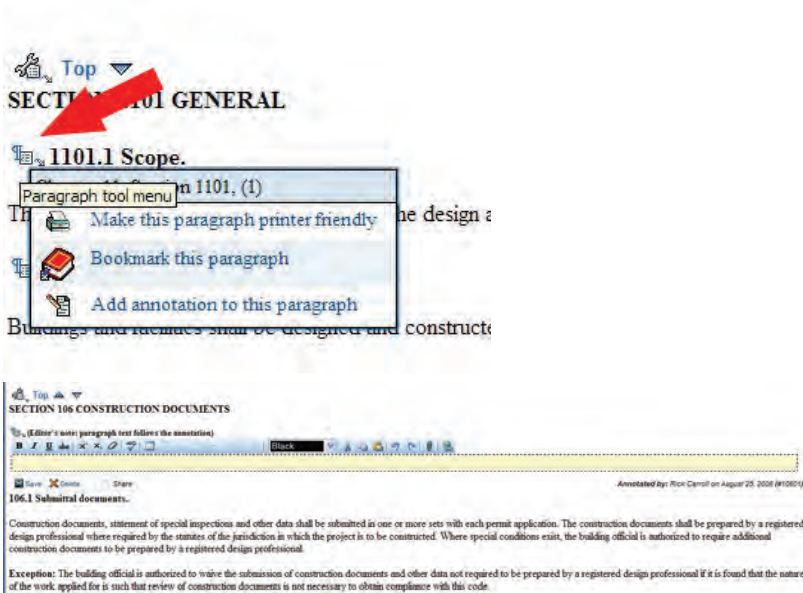 Top
SECTION 1101 GENERAL
1101.1 Scope.
Section 1101, (1)
Paragraph tool menu
Th he design a
Make this paragraph printer friendly
Bookmark this paragraph
Add annotation to this paragraph
Buildings and facilities shall be designed and constructe
Top
SECTION 106 CONSTRUCTION DOCUMENTS
(Editor's note: paragraph text follows the annotation)
B I U abc x² x₂ Black
Save Delete Share Annotated by: Rick Carroll on August 25, 2008 (#10601)
106.1 Submittal documents.
Construction documents, statement of special inspections and other data shall be submitted in one or more sets with each permit application. The construction documents shall be prepared by a registered
design professional where required by the statutes of the jurisdiction in which the project is to be constructed. Where special conditions exist, the building official is authorized to require additional
construction documents to be prepared by a registered design professional.
Exception: The building official is authorized to waive the submission of construction documents and other data not required to be prepared by a registered design professional if it is found that the nature
of the work applied for is such that review of construction documents is not necessary to obtain compliance with this code.